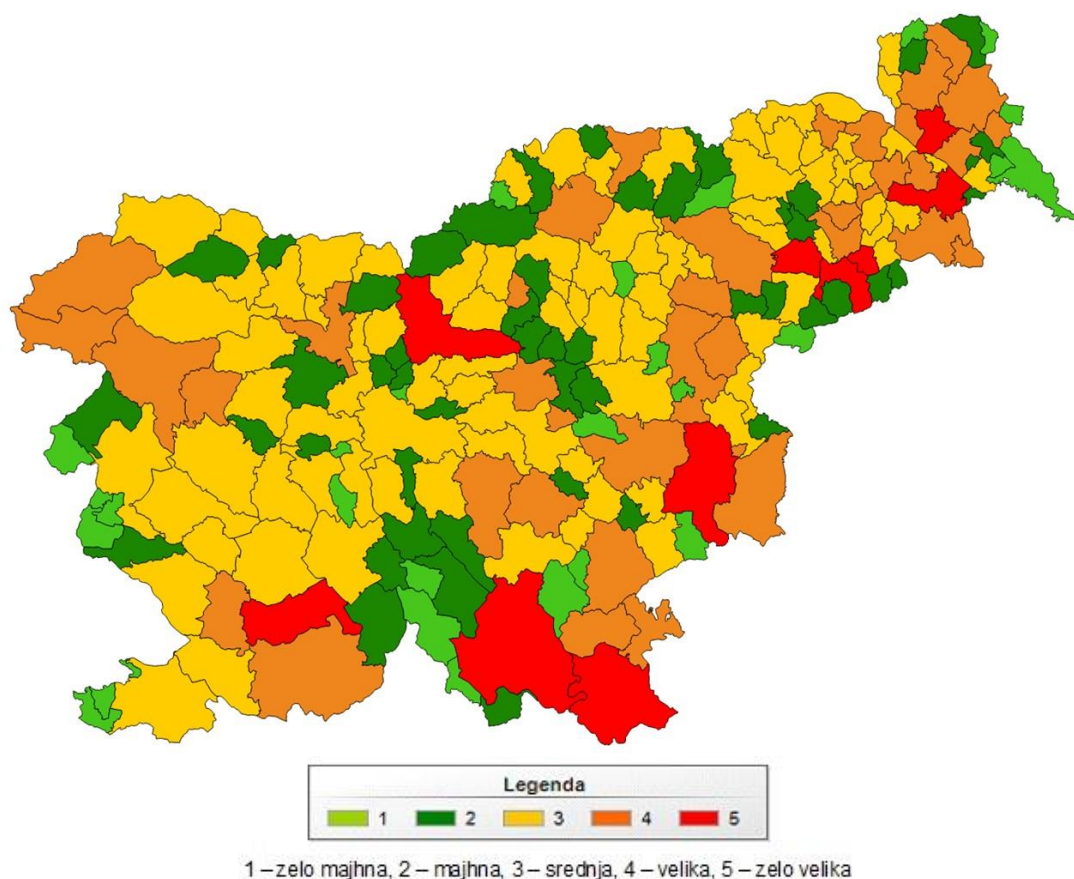 Legenda
1 2 3 4 5
1 – zelo majhna, 2 – majhna, 3 – srednja, 4 – velika, 5 – zelo velika